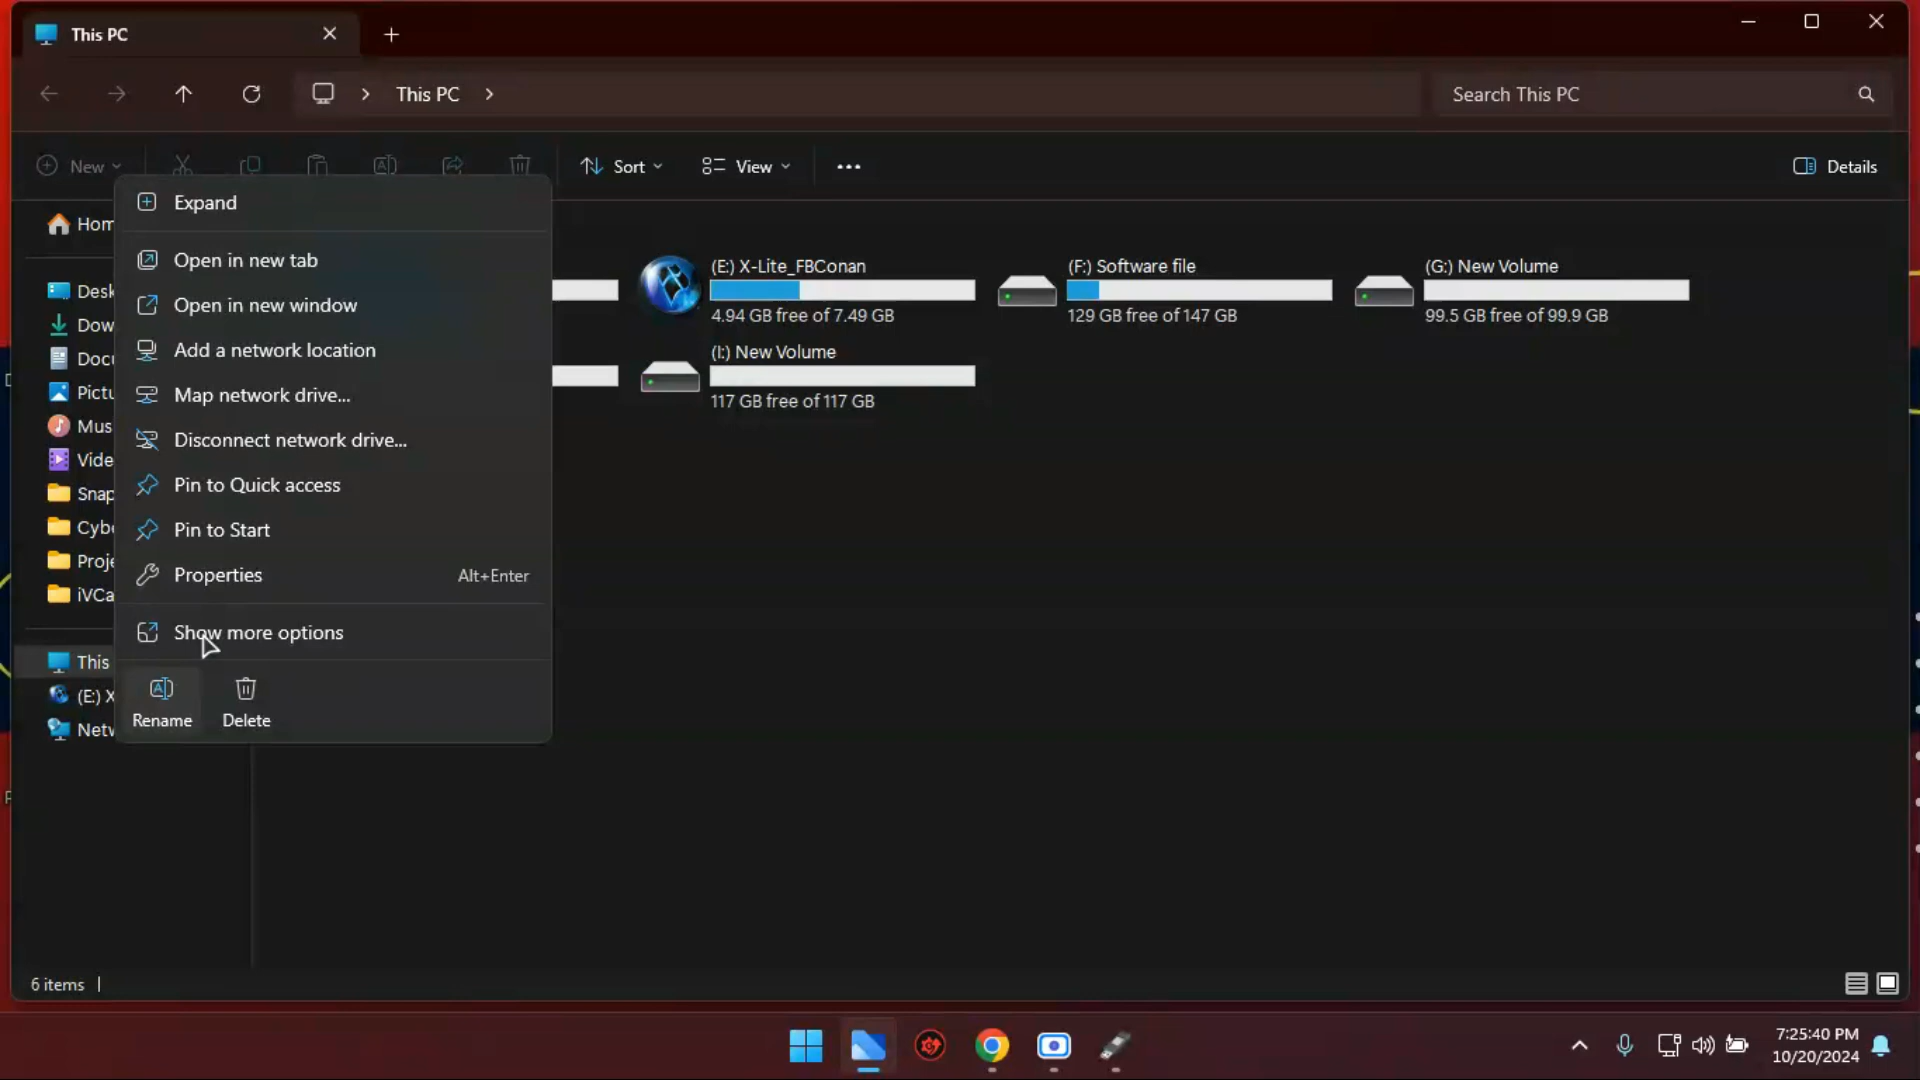 This PC
This PC
Search This PC
New
Sort
View
Details
Expand
Open in new tab
Open in new window
Add a network location
Map network drive...
Disconnect network drive...
Pin to Quick access
Pin to Start
Properties Alt+Enter
Show more options
Rename
Delete
Hom
Desk
Dow
Docu
Pictu
Mus
Vide
Snap
Cybe
Proje
iVCa
This
(E:) X
Netw
(E:) X-Lite_FBConan
4.94 GB free of 7.49 GB
(F:) Software file
129 GB free of 147 GB
(G:) New Volume
99.5 GB free of 99.9 GB
(I:) New Volume
117 GB free of 117 GB
6 items
7:25:40 PM
10/20/2024